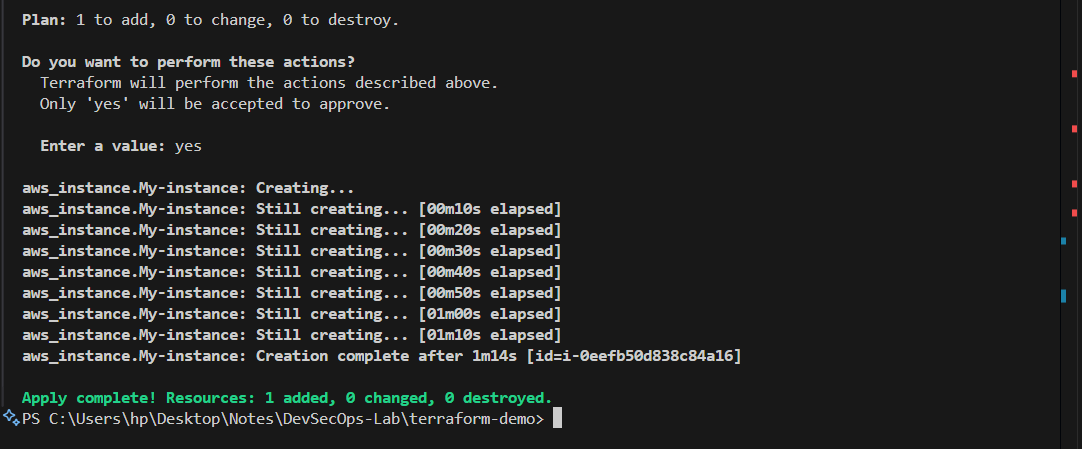 Plan: 1 to add, 0 to change, 0 to destroy.
Do you want to perform these actions?
Terraform will perform the actions described above.
Only 'yes' will be accepted to approve.
Enter a value: yes
aws_instance.My-instance: Creating...
aws_instance.My-instance: Still creating... [00m10s elapsed]
aws_instance.My-instance: Still creating... [00m20s elapsed]
aws_instance.My-instance: Still creating... [00m30s elapsed]
aws_instance.My-instance: Still creating... [00m40s elapsed]
aws_instance.My-instance: Still creating... [00m50s elapsed]
aws_instance.My-instance: Still creating... [01m00s elapsed]
aws_instance.My-instance: Still creating... [01m10s elapsed]
aws_instance.My-instance: Creation complete after 1m14s [id=i-0eefb50d838c84a16]
Apply complete! Resources: 1 added, 0 changed, 0 destroyed.
PS C:\Users\hp\Desktop\Notes\DevSecOps-Lab\terraform-demo>